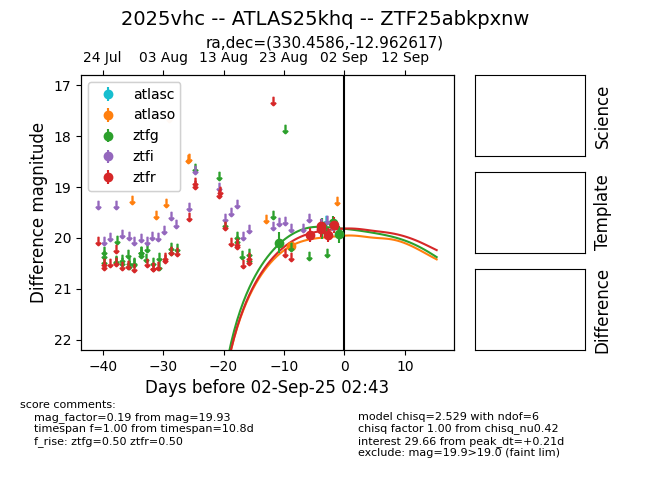 2025vhc -- ATLAS25khq -- ZTF25abkpxnw
ra,dec=(330.4586,-12.962617)
24 Jul 03 Aug 13 Aug 23 Aug 02 Sep 12 Sep
17
18
19
20
21
22
Difference magnitude
atlasc
atlaso
ztfg
ztfi
ztfr
−40 −30 −20 −10 0 10
Days before 02-Sep-25 02:43
Science
Template
Difference
score comments:
mag_factor=0.19 from mag=19.93
timespan f=1.00 from timespan=10.8d
f_rise: ztfg=0.50 ztfr=0.50
model chisq=2.529 with ndof=6
chisq factor 1.00 from chisq_nu0.42
interest 29.66 from peak_dt=+0.21d
exclude: mag=19.9>19.0 (faint lim)